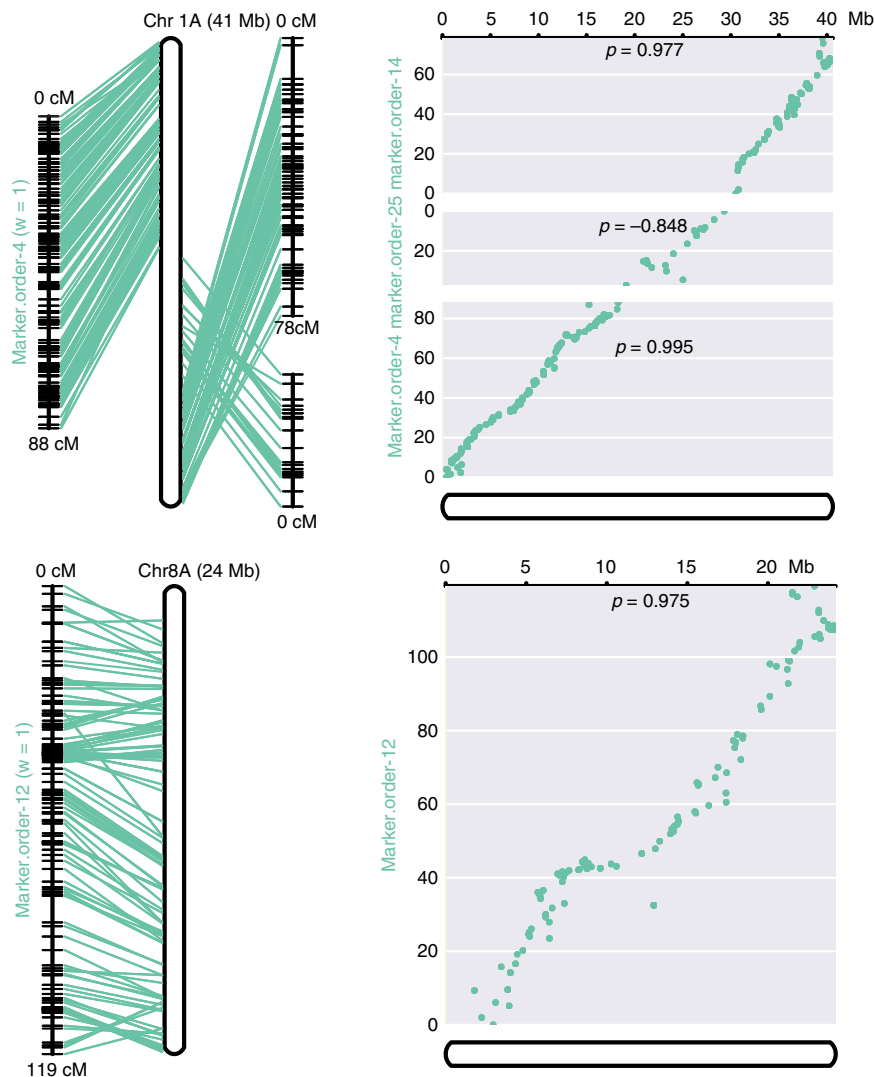 Chr 1A (41 Mb) 0 cM
0 cM
Marker.order-4 (w = 1)
88 cM
78cM
0 cM
0 5 10 15 20 25 30 35 40 Mb
p = 0.977
60
40
20
0
0
p = –0.848
20
80
p = 0.995
60
40
20
0
Marker.order-4 marker.order-25 marker.order-14
0 cM
Chr8A (24 Mb)
Marker.order-12 (w = 1)
119 cM
0 5 10 15 20 Mb
p = 0.975
100
80
60
40
20
0
Marker.order-12